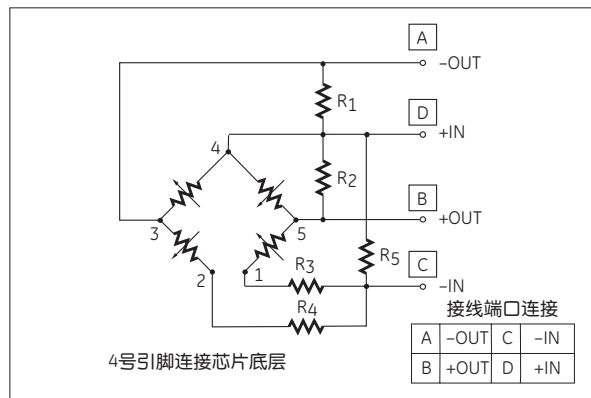 A
–OUT
R1
D
+IN
4
R2
B
+OUT
3
5
R5
C
2
1
R3
–IN
R4
接线端口连接
A –OUT C –IN
B +OUT D +IN
4号引脚连接芯片底层